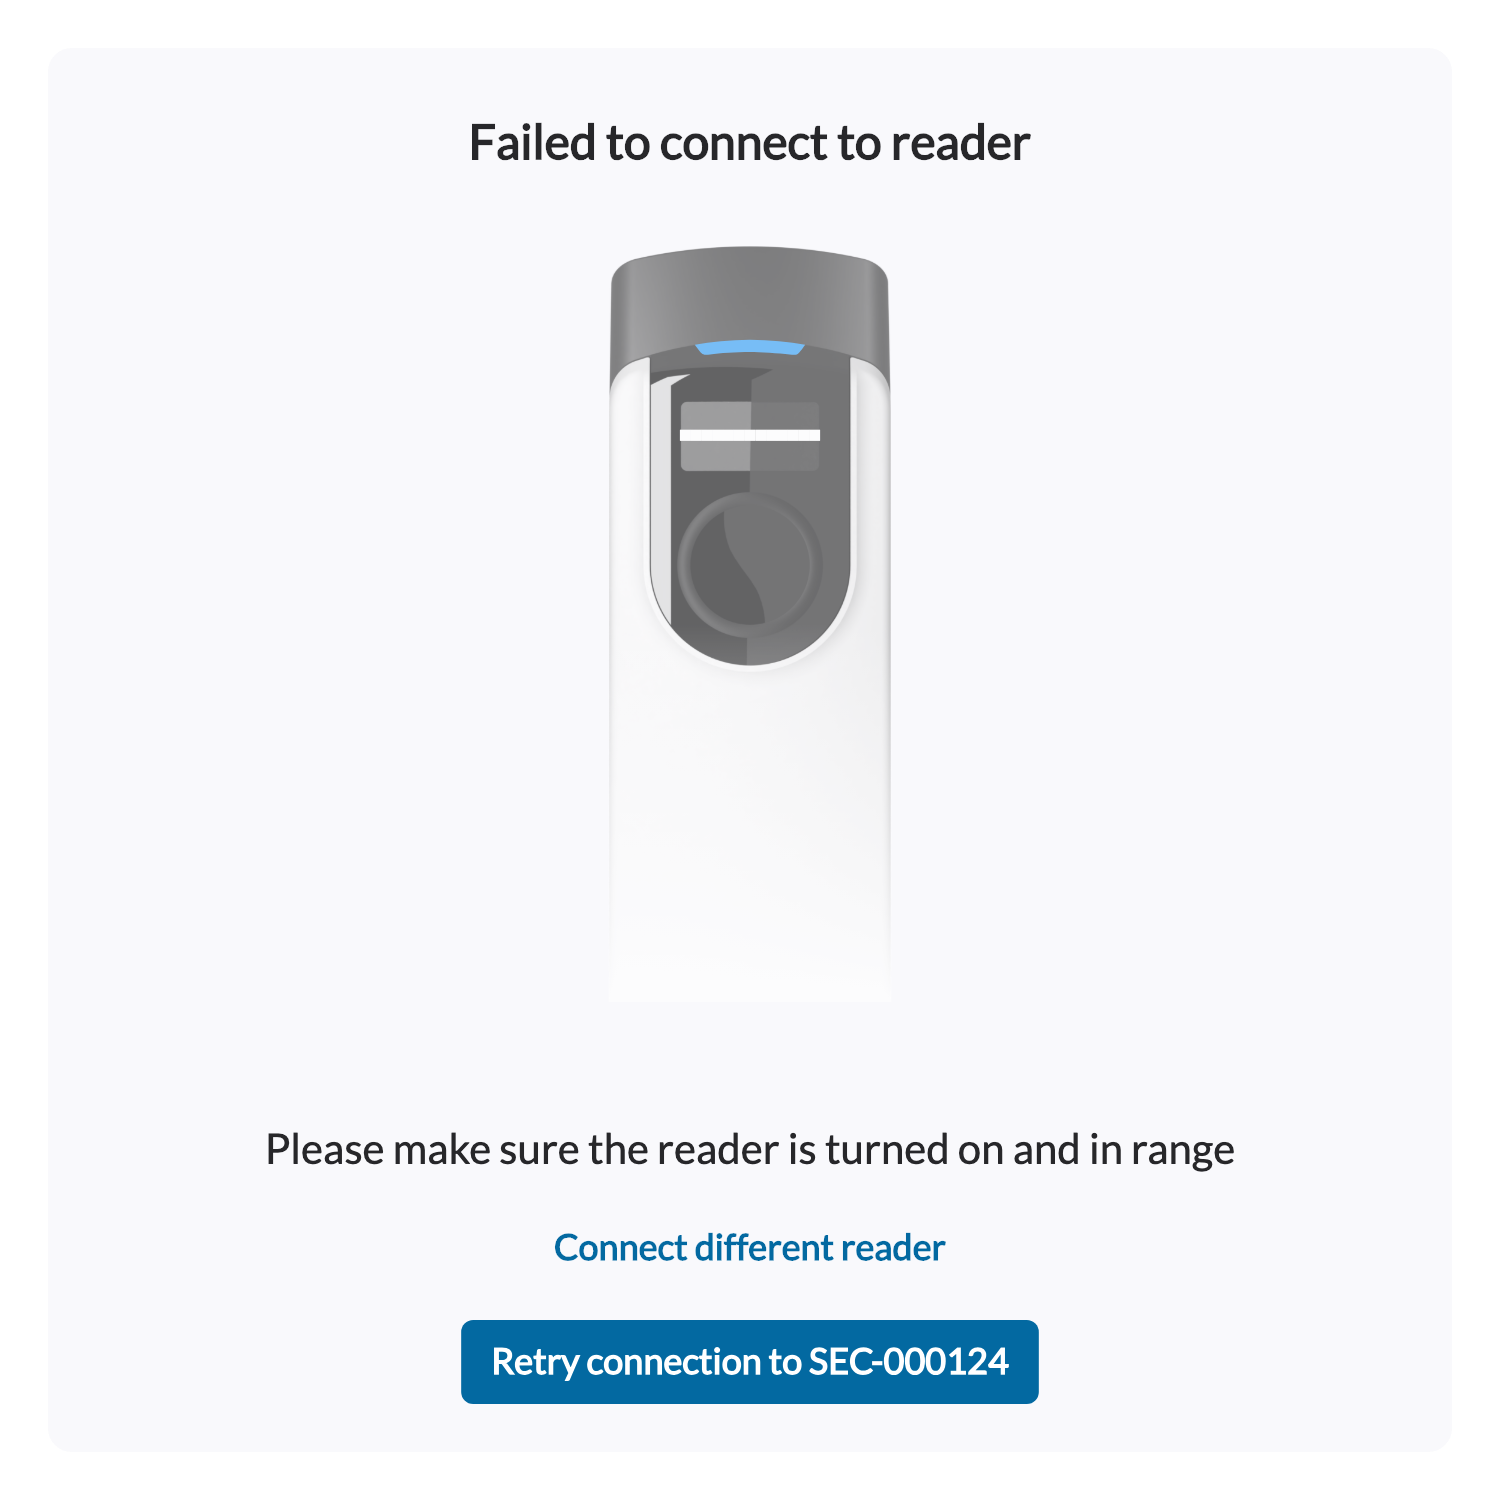 Failed to connect to reader
Please make sure the reader is turned on and in range
Connect different reader
Retry connection to SEC-000124